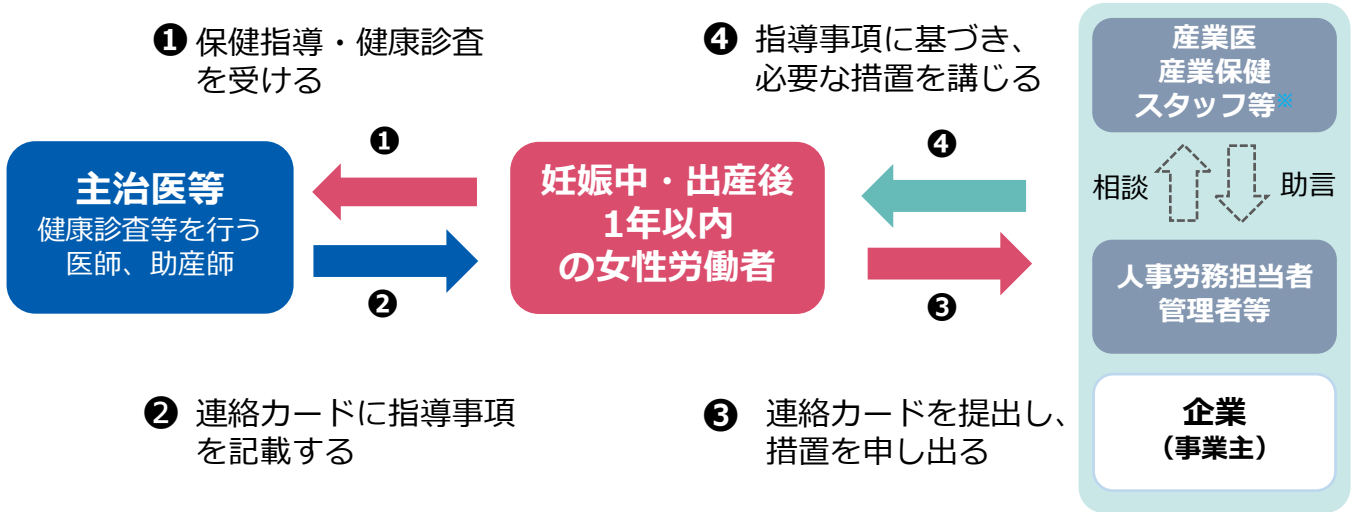 ❶ 保健指導・健康診査
を受ける
❹ 指導事項に基づき、
必要な措置を講じる
産業医
産業保健
スタッフ等※
❶
❹
主治医等
健康診査等を行う
医師、助産師
妊娠中・出産後
1年以内
の女性労働者
相談
助言
❷
❸
人事労務担当者
管理者等
❷ 連絡カードに指導事項
を記載する
❸ 連絡カードを提出し、
措置を申し出る
企業
（事業主）